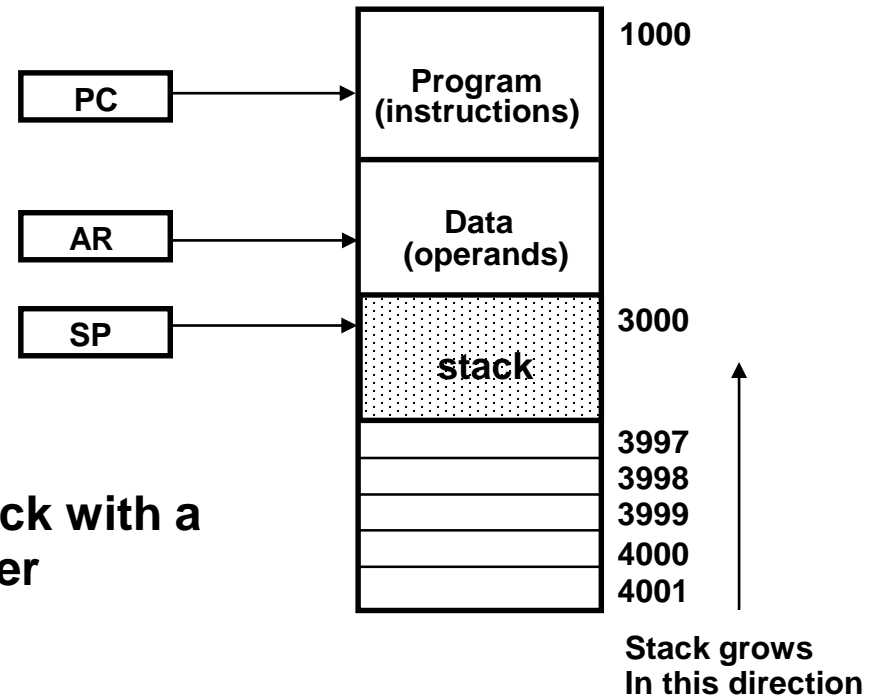 1000
PC
Program
(instructions)
AR
Data
(operands)
SP
3000
stack
3997
3998
3999
4000
4001
ck with a
er
Stack grows
In this direction